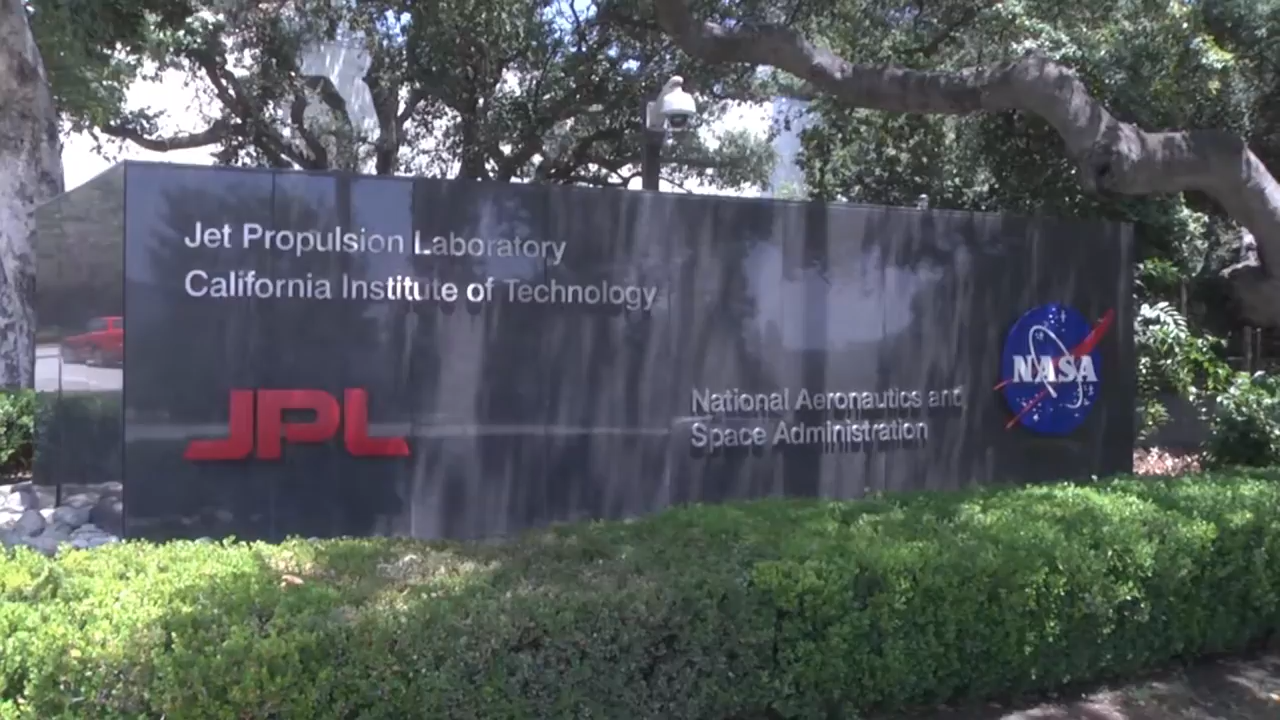 Jet Propulsion Laboratory
California Institute of Technology
JPL
National Aeronautics and
Space Administration
NASA